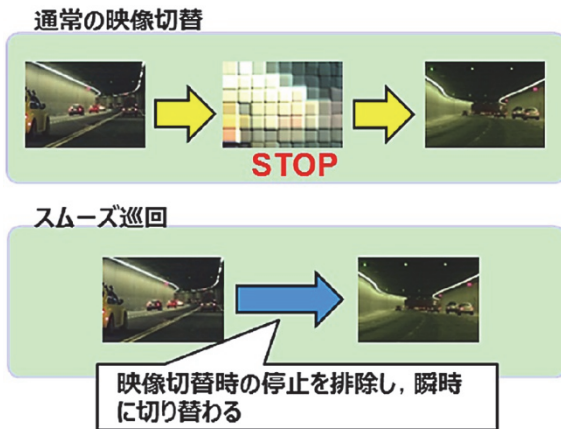 通常の映像切替
STOP
スムーズ巡回
映像切替時の停止を排除し，瞬時
に切り替わる